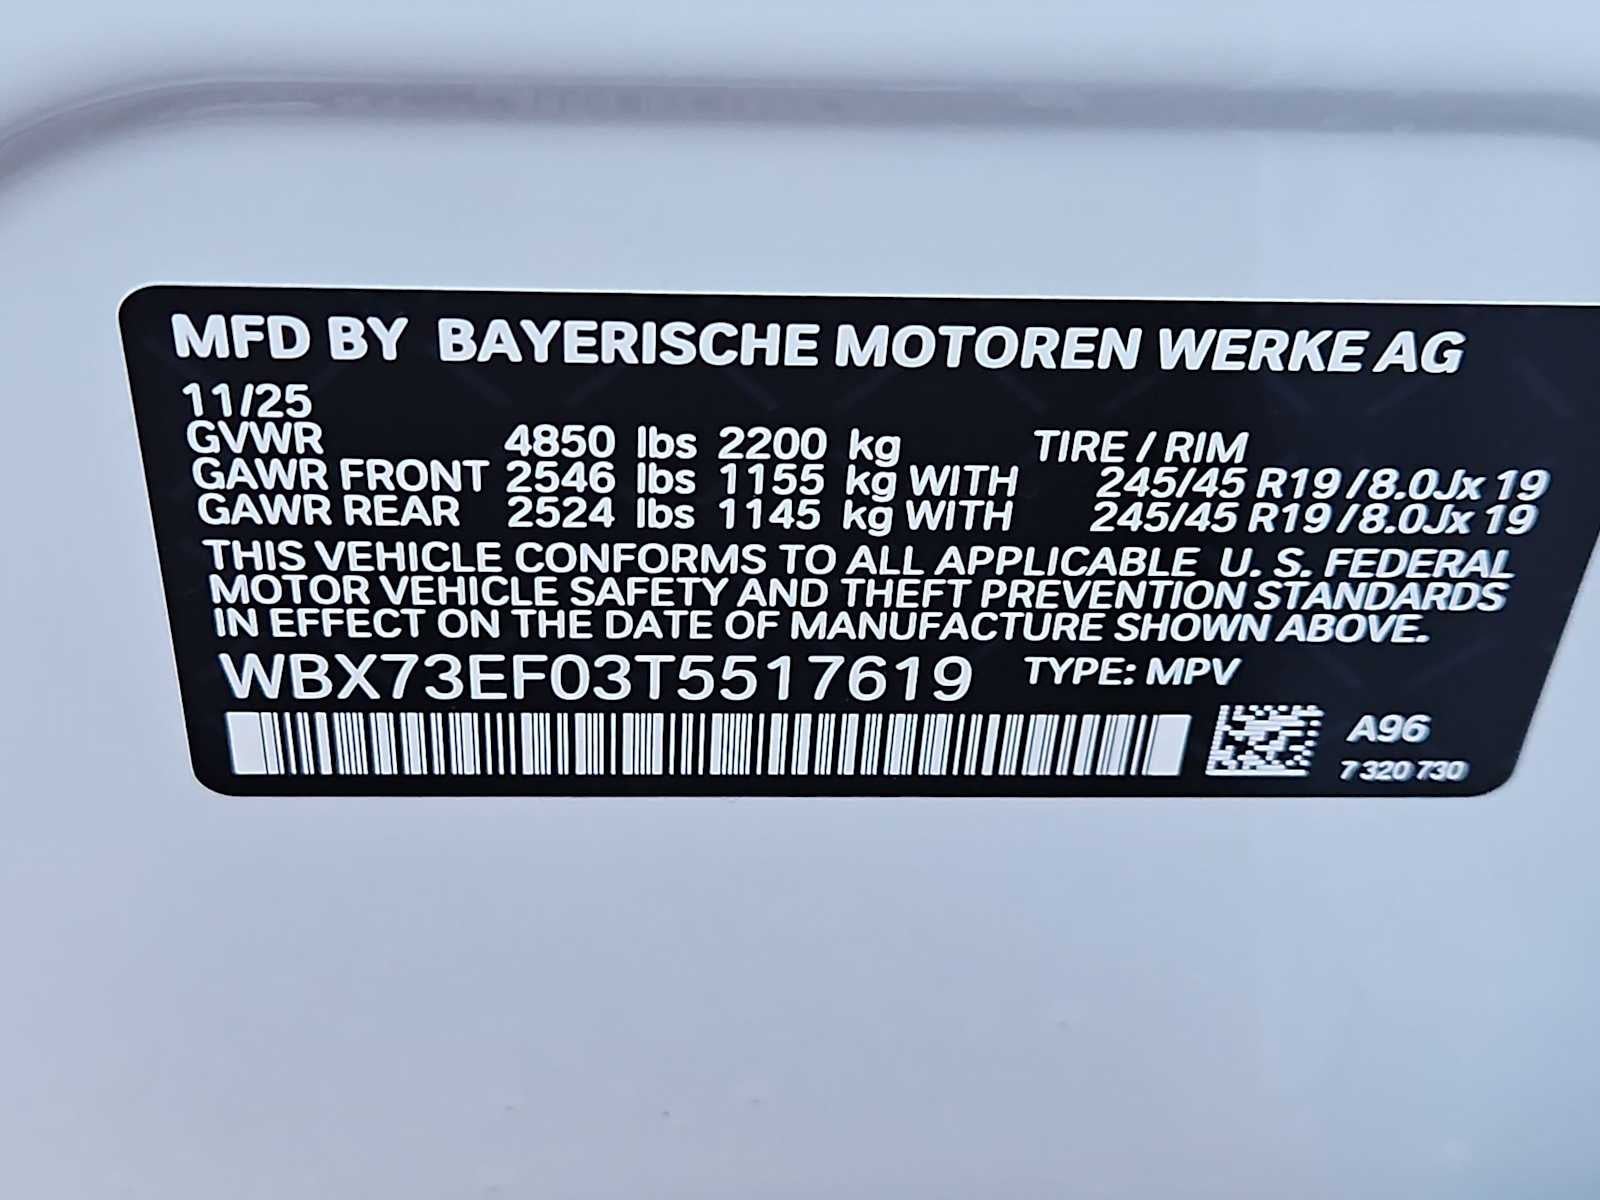 MFD BY BAYERISCHE MOTOREN WERKE AG
11/25
GVWR 4850 lbs 2200 kg TIRE / RIM
GAWR FRONT 2546 lbs 1155 kg WITH 245/45 R19 / 8.0Jx 19
GAWR REAR 2524 lbs 1145 kg WITH 245/45 R19 / 8.0Jx 19
THIS VEHICLE CONFORMS TO ALL APPLICABLE U. S. FEDERAL
MOTOR VEHICLE SAFETY AND THEFT PREVENTION STANDARDS
IN EFFECT ON THE DATE OF MANUFACTURE SHOWN ABOVE.
WBX73EF03T5517619 TYPE: MPV
A96
7 320 730